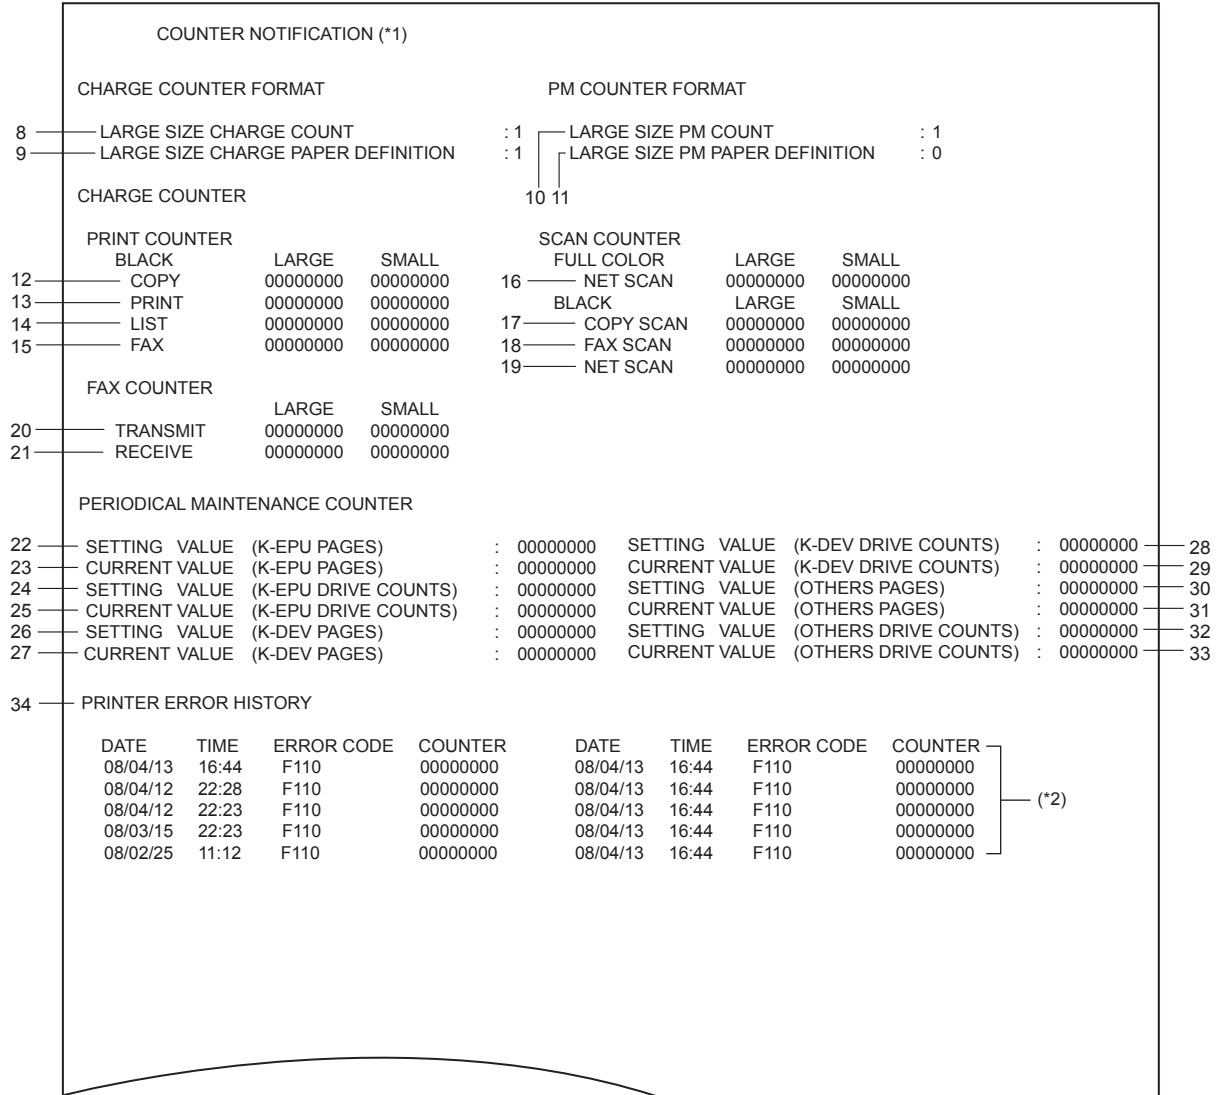 COUNTER NOTIFICATION (*1)
CHARGE COUNTER FORMAT PM COUNTER FORMAT
8 LARGE SIZE CHARGE COUNT : 1 LARGE SIZE PM COUNT : 1
9 LARGE SIZE CHARGE PAPER DEFINITION : 1 LARGE SIZE PM PAPER DEFINITION : 0
CHARGE COUNTER 10 11
PRINT COUNTER SCAN COUNTER
BLACK LARGE SMALL FULL COLOR LARGE SMALL
12 COPY 00000000 00000000 16 NET SCAN 00000000 00000000
13 PRINT 00000000 00000000 BLACK LARGE SMALL
14 LIST 00000000 00000000 17 COPY SCAN 00000000 00000000
15 FAX 00000000 00000000 18 FAX SCAN 00000000 00000000
19 NET SCAN 00000000 00000000
FAX COUNTER
LARGE SMALL
20 TRANSMIT 00000000 00000000
21 RECEIVE 00000000 00000000
PERIODICAL MAINTENANCE COUNTER
22 SETTING VALUE (K-EPU PAGES) : 00000000 SETTING VALUE (K-DEV DRIVE COUNTS) : 00000000 28
23 CURRENT VALUE (K-EPU PAGES) : 00000000 CURRENT VALUE (K-DEV DRIVE COUNTS) : 00000000 29
24 SETTING VALUE (K-EPU DRIVE COUNTS) : 00000000 SETTING VALUE (OTHERS PAGES) : 00000000 30
25 CURRENT VALUE (K-EPU DRIVE COUNTS) : 00000000 CURRENT VALUE (OTHERS PAGES) : 00000000 31
26 SETTING VALUE (K-DEV PAGES) : 00000000 SETTING VALUE (OTHERS DRIVE COUNTS) : 00000000 32
27 CURRENT VALUE (K-DEV PAGES) : 00000000 CURRENT VALUE (OTHERS DRIVE COUNTS) : 00000000 33
34 PRINTER ERROR HISTORY
DATE TIME ERROR CODE COUNTER DATE TIME ERROR CODE COUNTER
08/04/13 16:44 F110 00000000 08/04/13 16:44 F110 00000000
08/04/12 22:28 F110 00000000 08/04/13 16:44 F110 00000000
08/04/12 22:23 F110 00000000 08/04/13 16:44 F110 00000000 (*2)
08/03/15 22:23 F110 00000000 08/04/13 16:44 F110 00000000
08/02/25 11:12 F110 00000000 08/04/13 16:44 F110 00000000